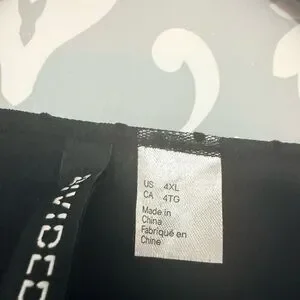 US 4XL
CA 4TG
Made in
China
Fabriqué en
Chine